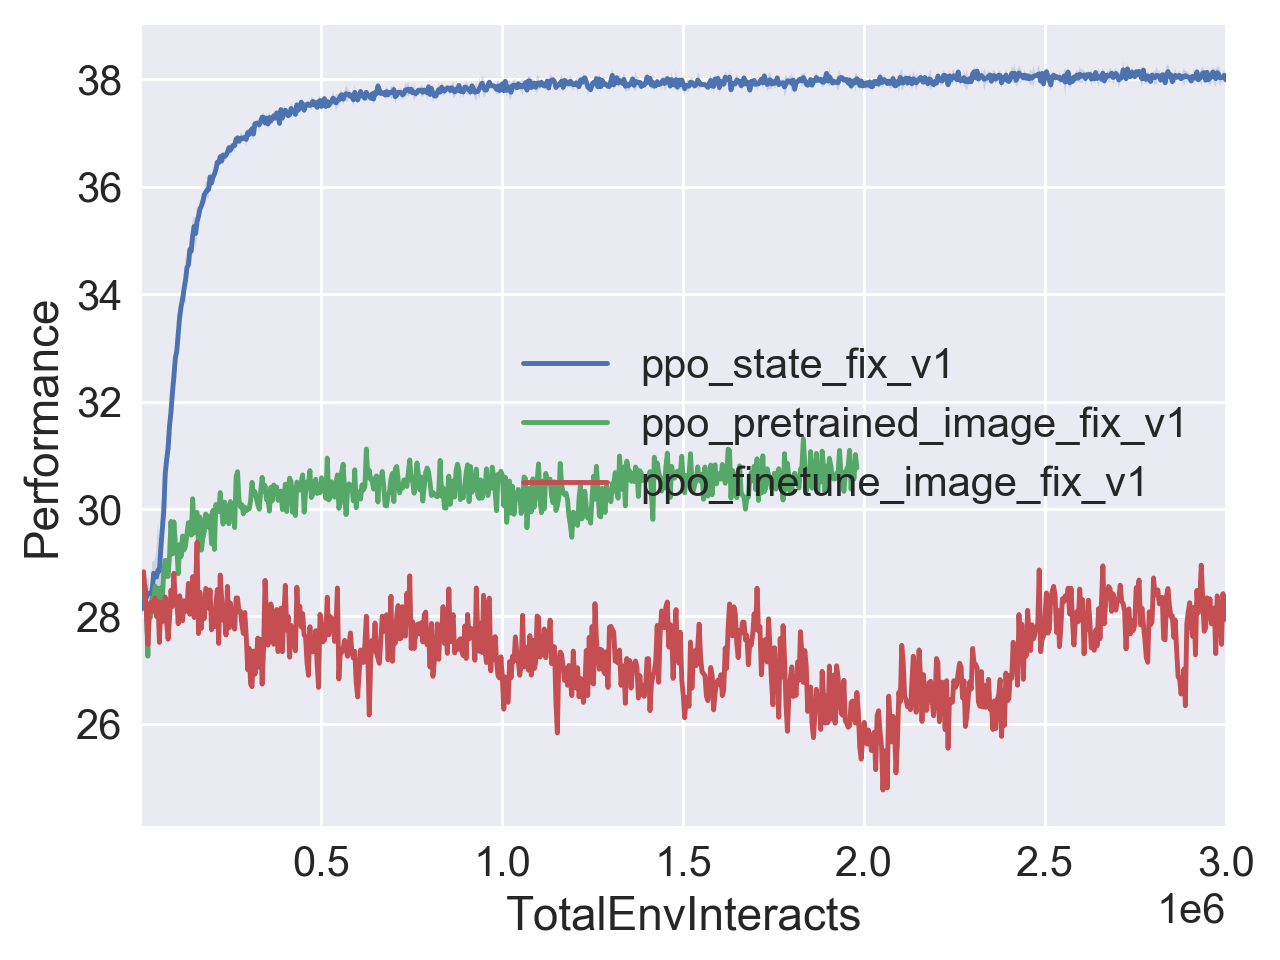 38
36
34
32
30
28
26
Performance
ppo_state_fix_v1
ppo_pretrained_image_fix_v1
ppo_finetune_image_fix_v1
0.5 1.0 1.5 2.0 2.5 3.0
1e6
TotalEnvInteracts